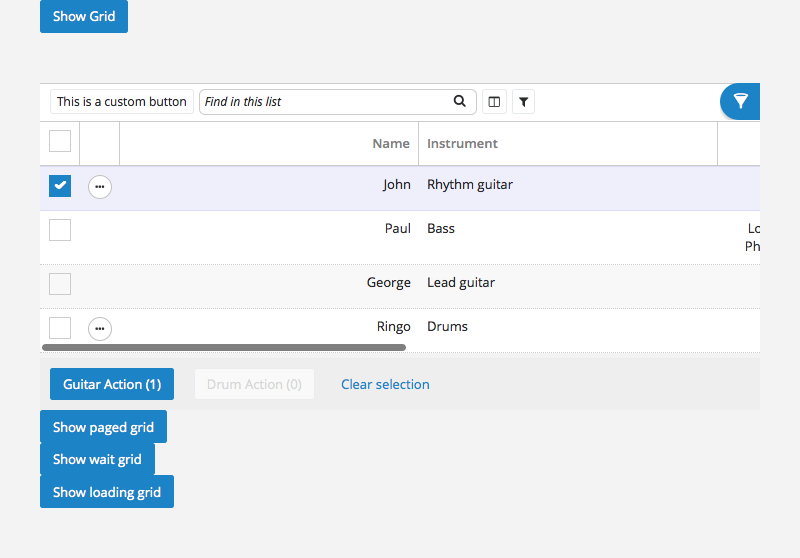 Show Grid
This is a custom button Find in this list
Name Instrument
John Rhythm guitar
Paul Bass Lo
Ph
George Lead guitar
Ringo Drums
Guitar Action (1) Drum Action (0) Clear selection
Show paged grid
Show wait grid
Show loading grid